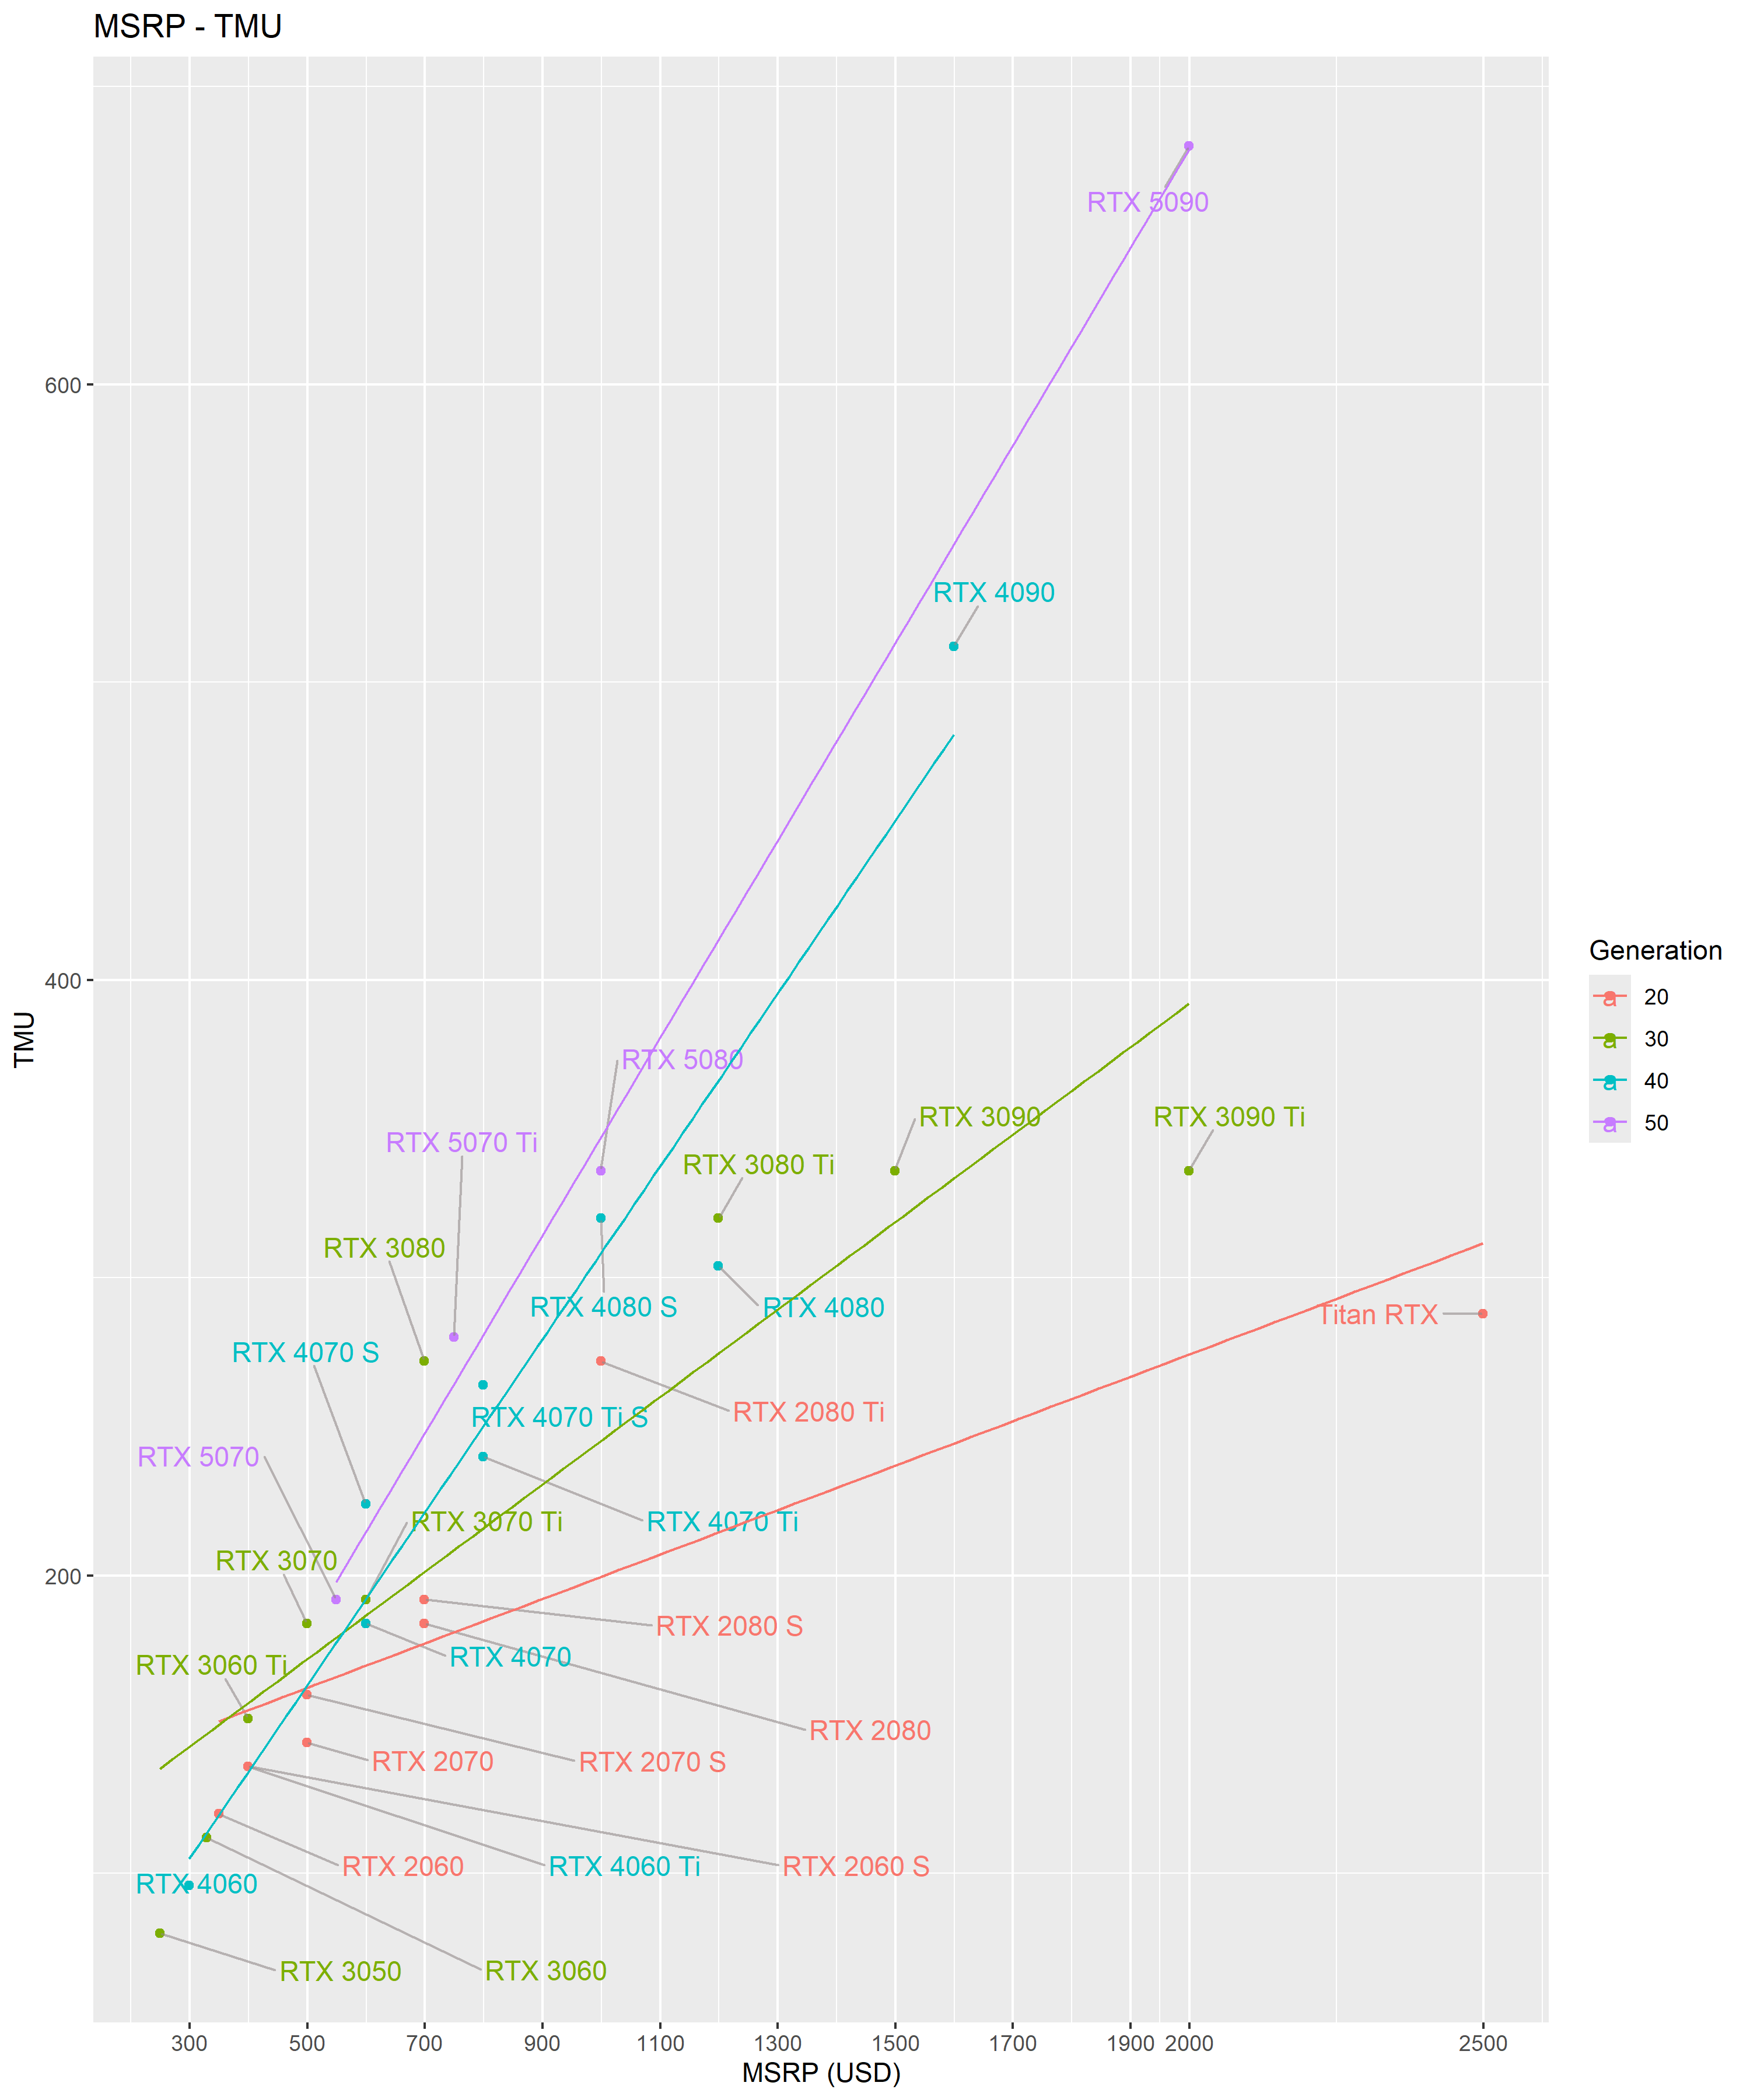 MSRP - TMU
RTX 5090
600
RTX 4090
400
TMU
RTX 5080
RTX 3090
RTX 3090 Ti
RTX 5070 Ti
RTX 3080 Ti
RTX 3080
RTX 4080 S
RTX 4080
Titan RTX
RTX 4070 S
RTX 2080 Ti
RTX 4070 Ti S
RTX 5070
RTX 3070 Ti
RTX 4070 Ti
RTX 3070
200
RTX 2080 S
RTX 4070
RTX 3060 Ti
RTX 2080
RTX 2070
RTX 2070 S
RTX 2060
RTX 4060 Ti
RTX 2060 S
RTX 4060
RTX 3050
RTX 3060
300 500 700 900 1100 1300 1500 1700 1900 2000 2500
MSRP (USD)
Generation
a 20
a 30
a 40
a 50